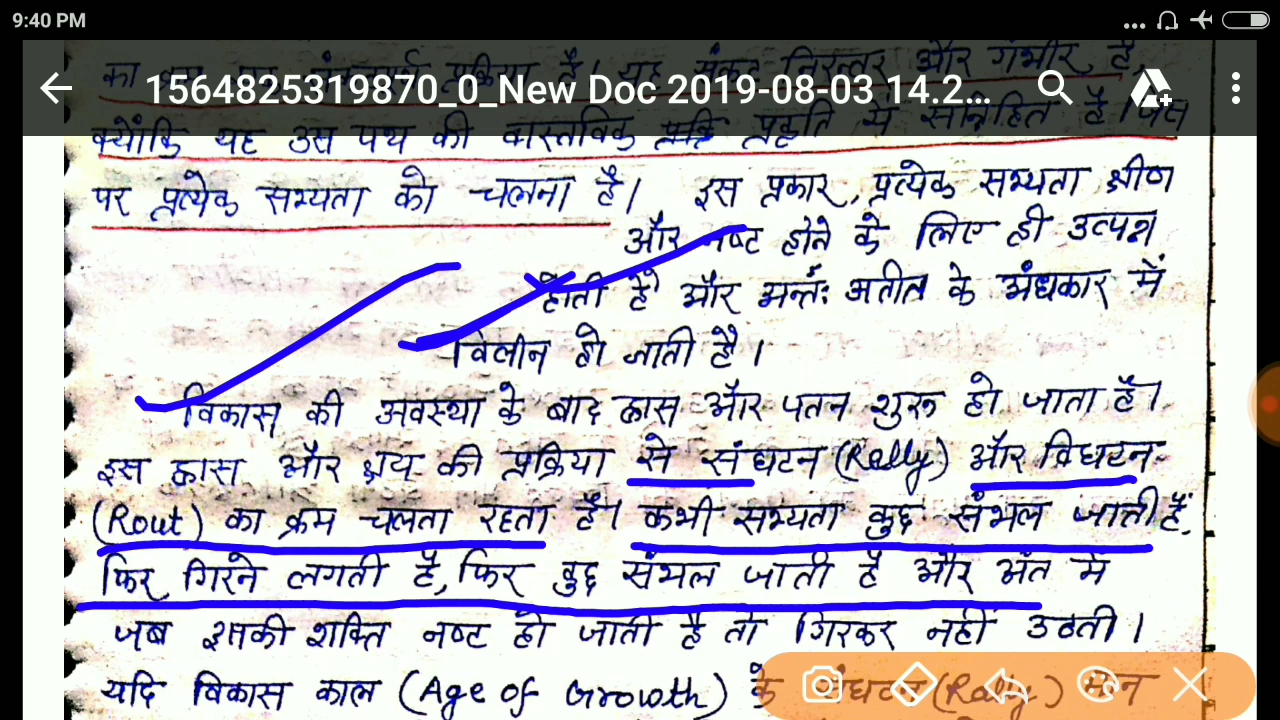 9:40 PM
1564825319870_0_New Doc 2019-08-03 14.2...
और गंभीर है,
क्योंकि यह उस पथ की वास्तविक प्रकृति में सन्निहित है। जिस
पर प्रत्येक सभ्यता को चलना है। इस प्रकार, प्रत्येक सभ्यता क्षीण
और नष्ट होने के लिए ही उत्पन्न
होती है और अन्तः अतीत के अंधकार में
विलीन हो जाती है।
विकास की अवस्था के बाद ह्रास और पतन शुरू हो जाता है।
इस ह्रास और क्षय की प्रक्रिया से संघटन (Rally) और विघटन
(Rout) का क्रम चलता रहता है। कभी सभ्यता कुछ संभल जाती है,
फिर गिरने लगती है, फिर कुछ संभल जाती है और अंत में
जब इसकी शक्ति नष्ट हो जाती है तो गिरकर नहीं उठती।
यदि विकास काल (Age of Growth) के संघटन (Rally)